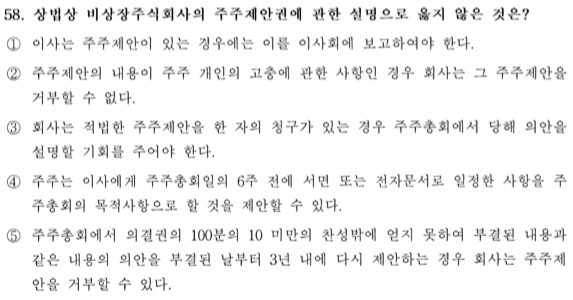 58. 상법상 비상장주식회사의 주주제안권에 관한 설명으로 옳지 않은 것은?
① 이사는 주주제안이 있는 경우에는 이를 이사회에 보고하여야 한다.
② 주주제안의 내용이 주주 개인의 고충에 관한 사항인 경우 회사는 그 주주제안을
거부할 수 없다.
③ 회사는 적법한 주주제안을 한 자의 청구가 있는 경우 주주총회에서 당해 의안을
설명할 기회를 주어야 한다.
④ 주주는 이사에게 주주총회일의 6주 전에 서면 또는 전자문서로 일정한 사항을 주
주총회의 목적사항으로 할 것을 제안할 수 있다.
⑤ 주주총회에서 의결권의 100분의 10 미만의 찬성밖에 얻지 못하여 부결된 내용과
같은 내용의 의안을 부결된 날부터 3년 내에 다시 제안하는 경우 회사는 주주제
안을 거부할 수 있다.